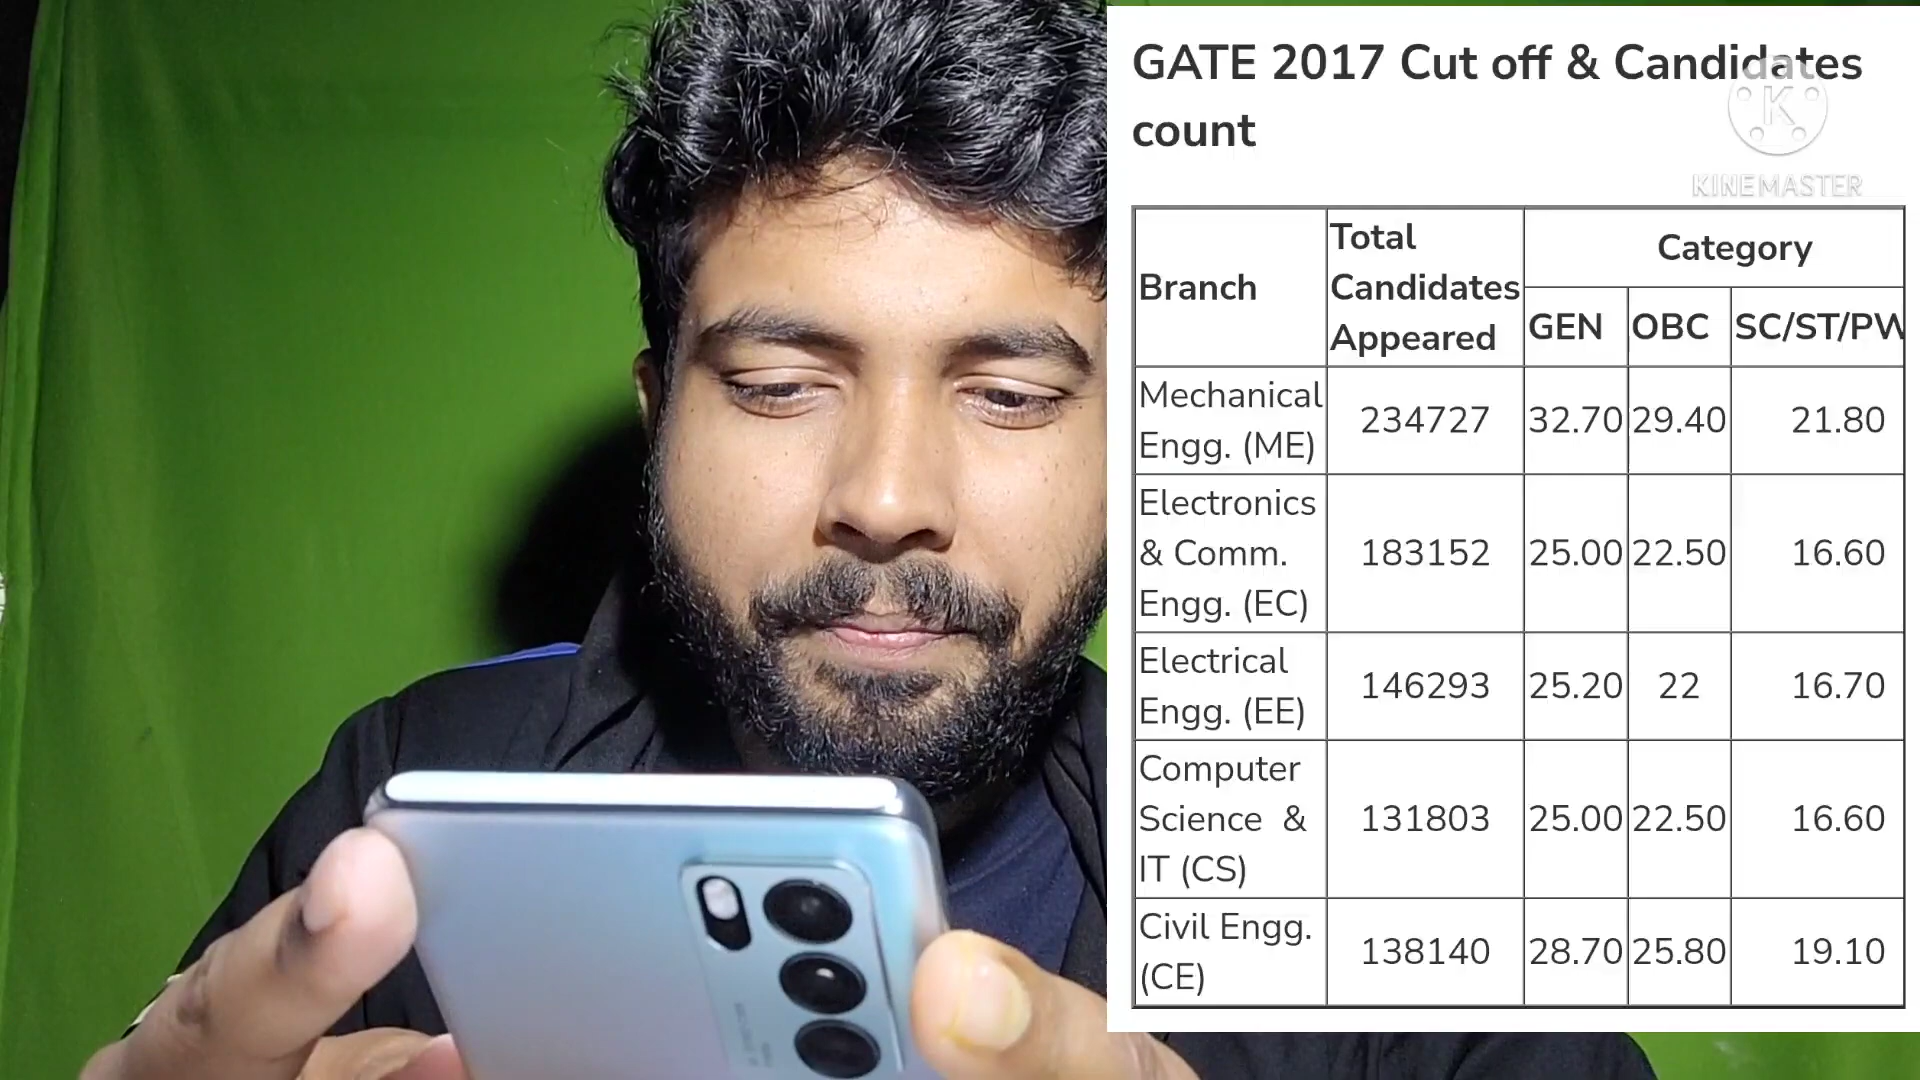 GATE 2017 Cut off & Candidates
count
K
KINEMASTER
Branch
Total
Candidates
Appeared
Category
GEN OBC SC/ST/PW
Mechanical
Engg. (ME)
234727 32.70 29.40 21.80
Electronics
& Comm.
Engg. (EC)
183152 25.00 22.50 16.60
Electrical
Engg. (EE)
146293 25.20 22 16.70
Computer
Science & 
IT (CS)
131803 25.00 22.50 16.60
Civil Engg.
(CE)
138140 28.70 25.80 19.10